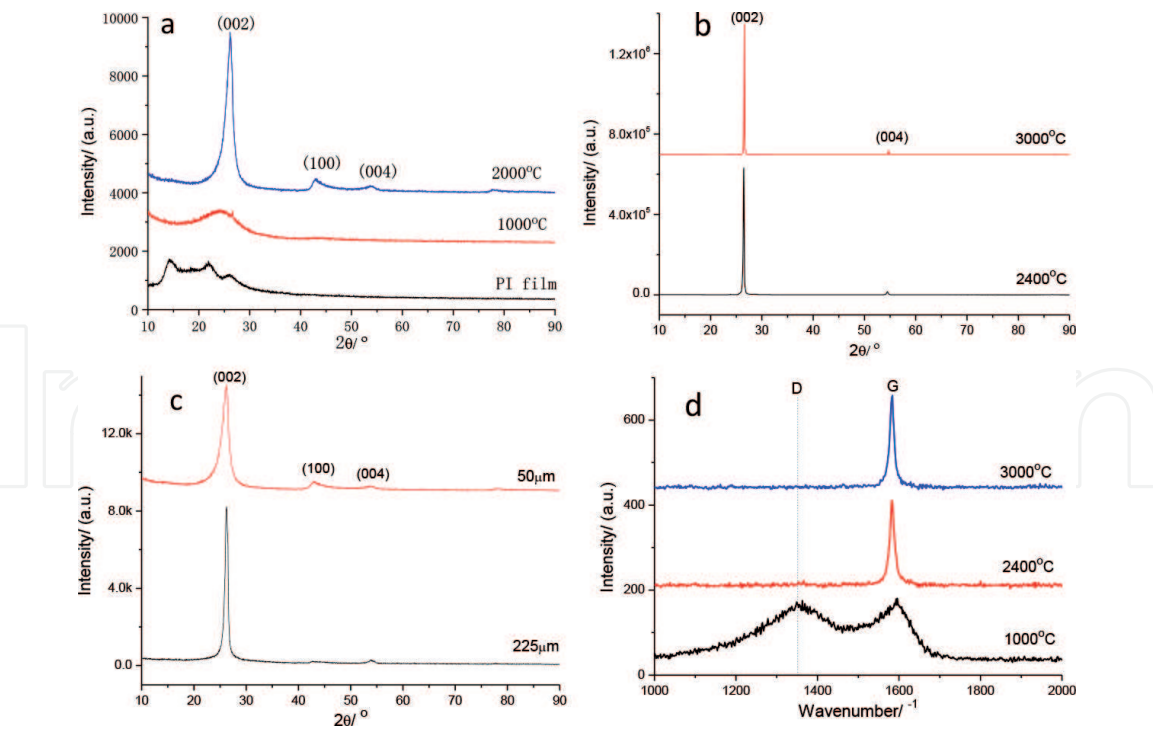 a
10000
8000
6000
4000
2000
0
Intensity/ (a.u.)
(002)
(100)
(004)
2000°C
1000°C
PI film
10 20 30 40 50 60 70 80 90
2θ/ °
b
1.2x10⁶
8.0x10⁵
4.0x10⁵
0.0
Intensity/ (a.u.)
(002)
(004)
3000°C
2400°C
10 20 30 40 50 60 70 80 90
2θ/ °
c
12.0k
8.0k
4.0k
0.0
Intensity/ (a.u.)
(002)
(100)
(004)
50μm
225μm
10 20 30 40 50 60 70 80 90
2θ/ °
d
600
400
200
0
Intensity/ (a.u.)
D
G
3000°C
2400°C
1000°C
1000 1200 1400 1600 1800 2000
Wavenumber/ ⁻¹